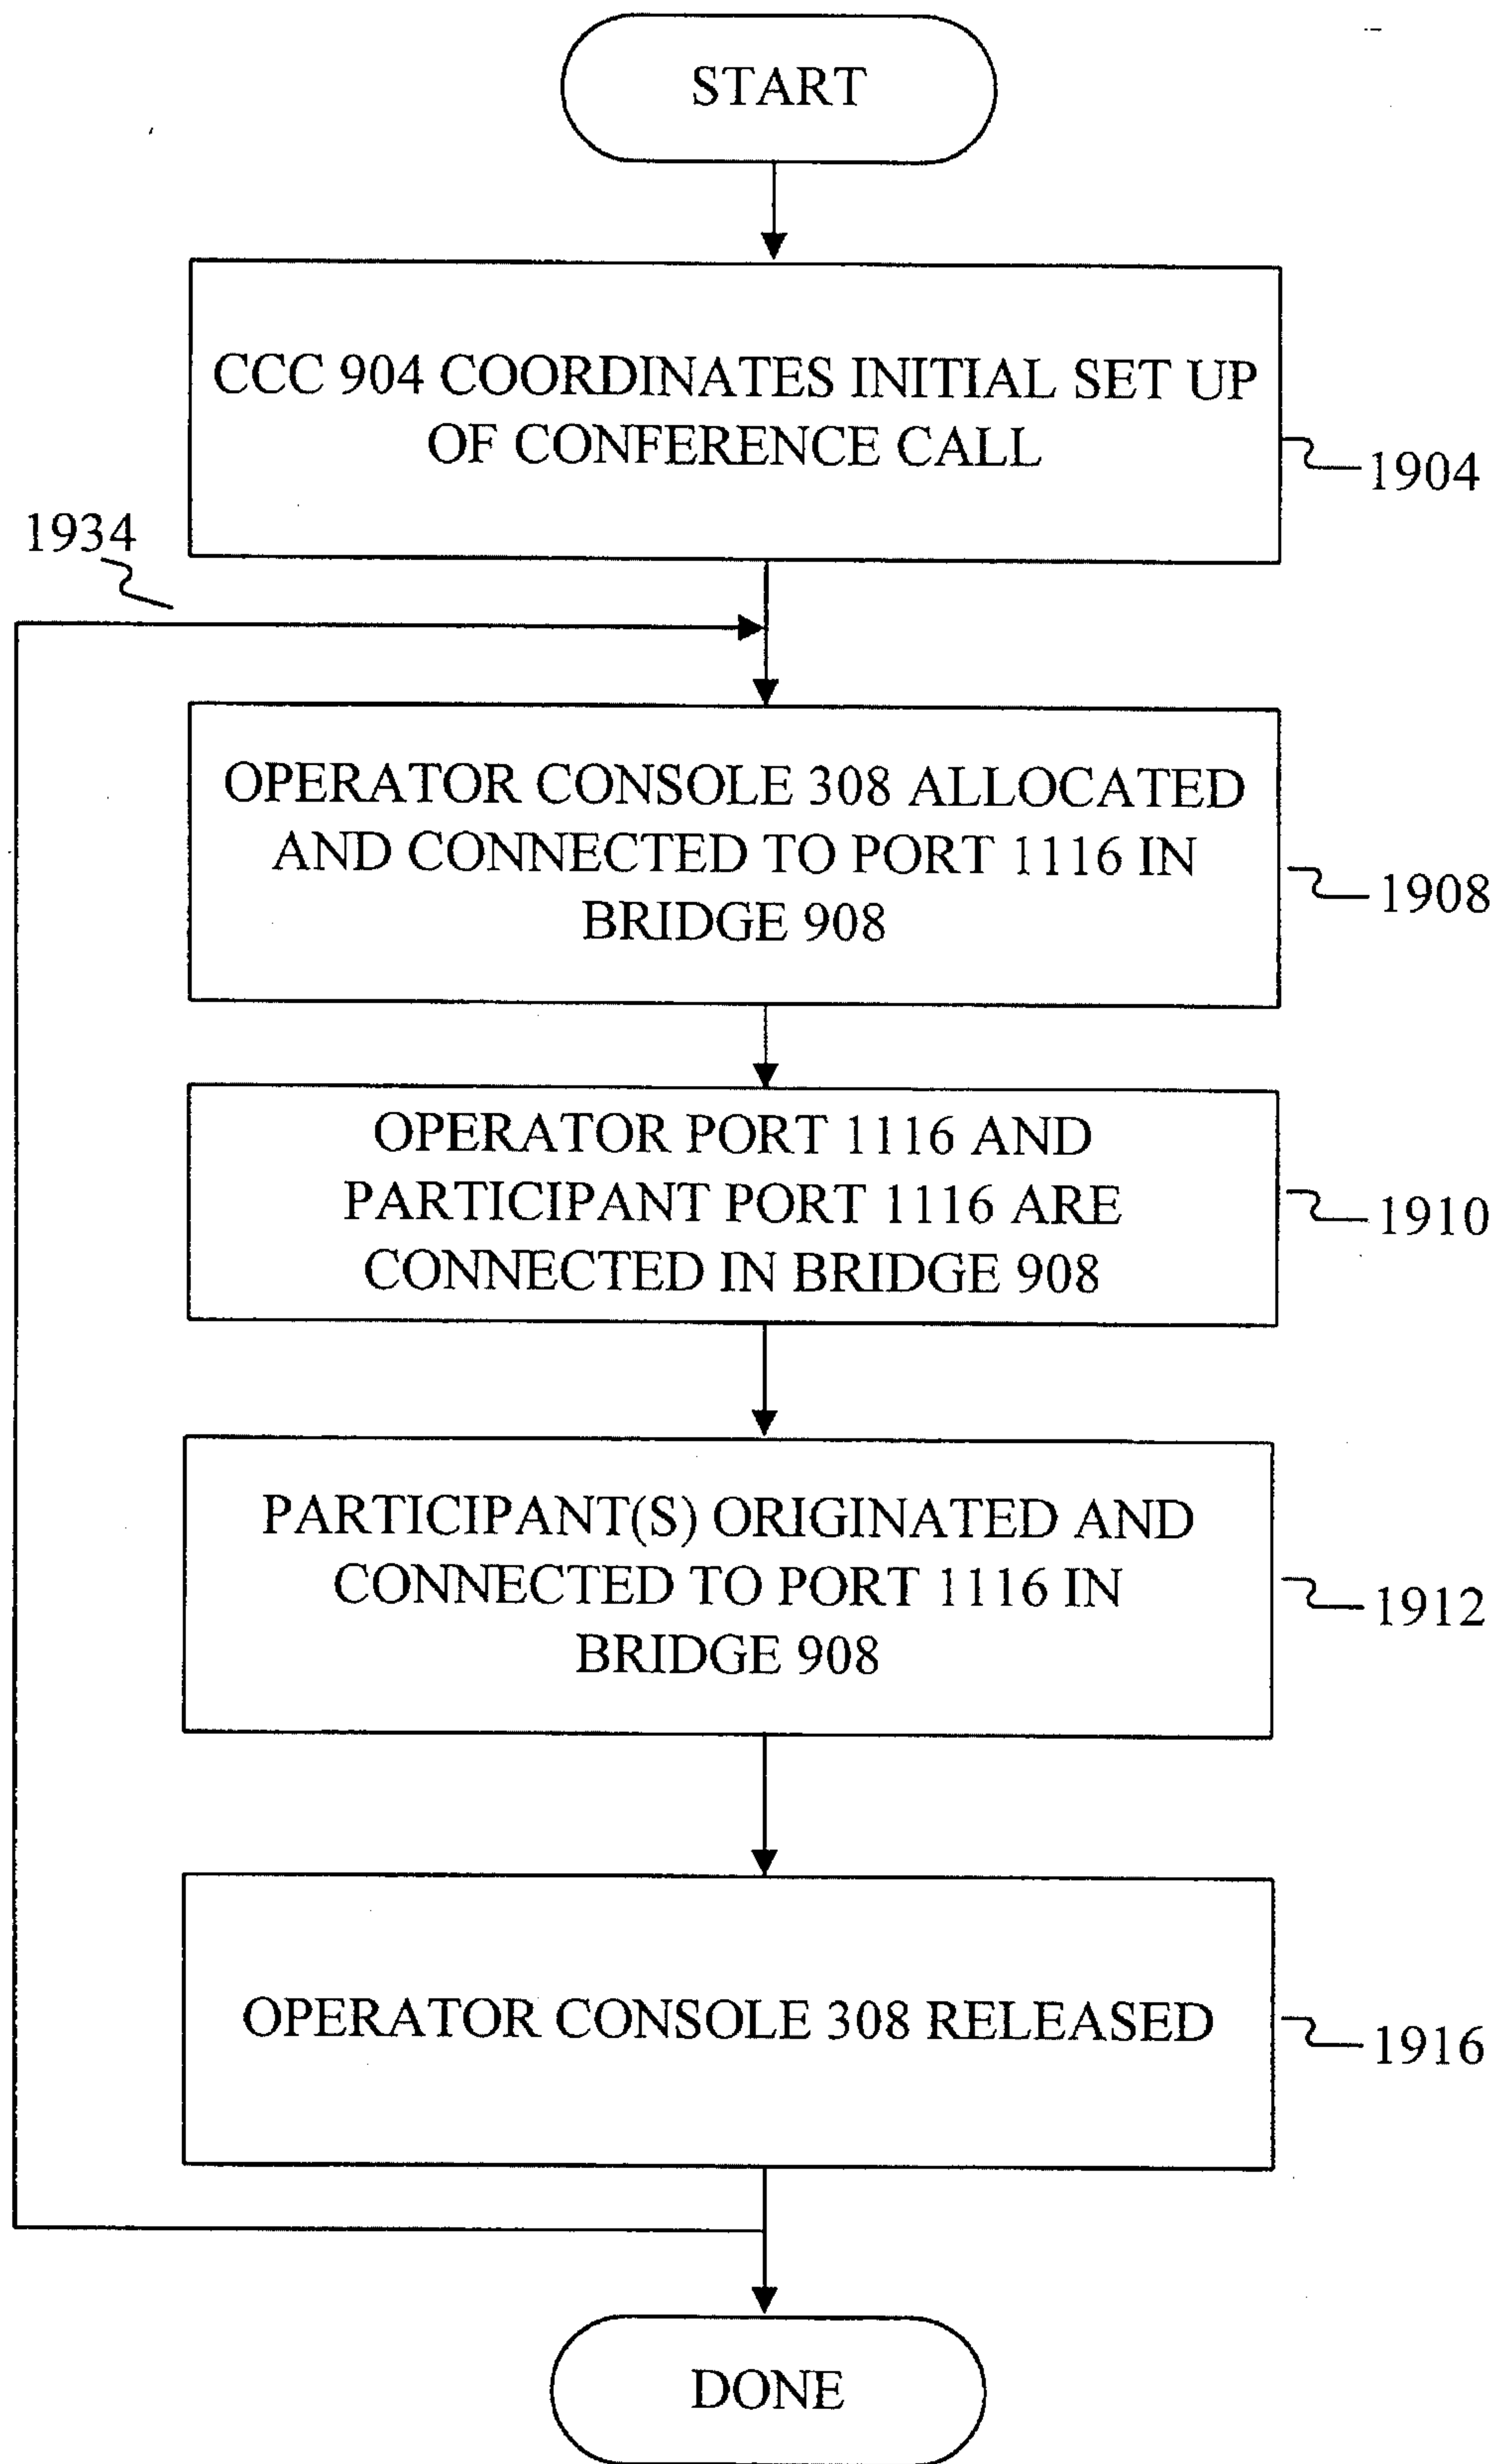 START
CCC 904 COORDINATES INITIAL SET UP
OF CONFERENCE CALL
1904
1934
OPERATOR CONSOLE 308 ALLOCATED
AND CONNECTED TO PORT 1116 IN
BRIDGE 908
1908
OPERATOR PORT 1116 AND
PARTICIPANT PORT 1116 ARE
CONNECTED IN BRIDGE 908
1910
PARTICIPANT(S) ORIGINATED AND
CONNECTED TO PORT 1116 IN
BRIDGE 908
1912
OPERATOR CONSOLE 308 RELEASED
1916
DONE